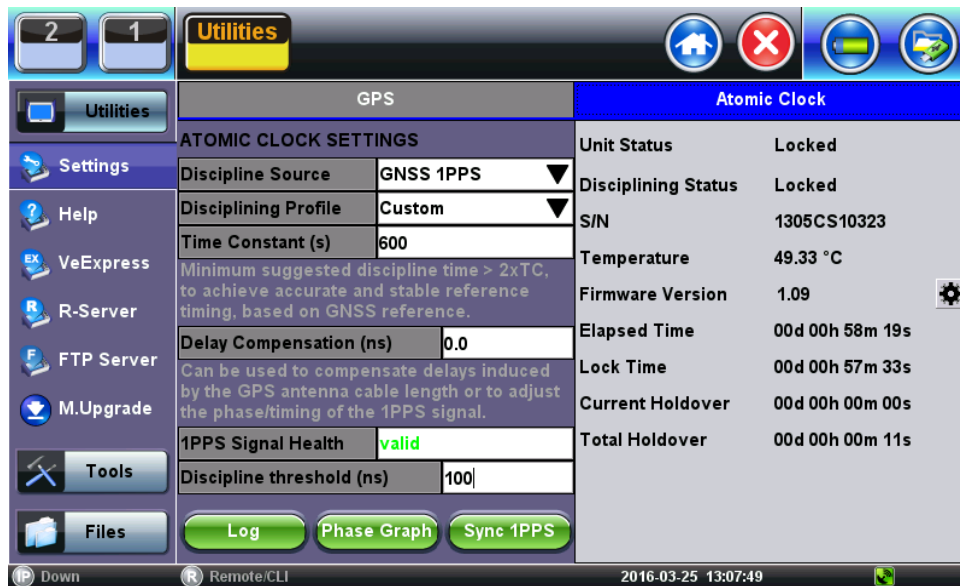 2
1
Utilities
Utilities
Settings
Help
EX
VeExpress
R
R-Server
F
FTP Server
M.Upgrade
Tools
Files
GPS
ATOMIC CLOCK SETTINGS
Discipline Source GNSS 1PPS
Disciplining Profile Custom
Time Constant (s) 600
Minimum suggested discipline time > 2xTC,
to achieve accurate and stable reference
timing, based on GNSS reference.
Delay Compensation (ns) 0.0
Can be used to compensate delays induced
by the GPS antenna cable length or to adjust
the phase/timing of the 1PPS signal.
1PPS Signal Health valid
Discipline threshold (ns) 100
Log Phase Graph Sync 1PPS
Atomic Clock
Unit Status Locked
Disciplining Status Locked
S/N 1305CS10323
Temperature 49.33 °C
Firmware Version 1.09
Elapsed Time 00d 00h 58m 19s
Lock Time 00d 00h 57m 33s
Current Holdover 00d 00h 00m 00s
Total Holdover 00d 00h 00m 11s
IP Down
R Remote/CLI
2016-03-25 13:07:49